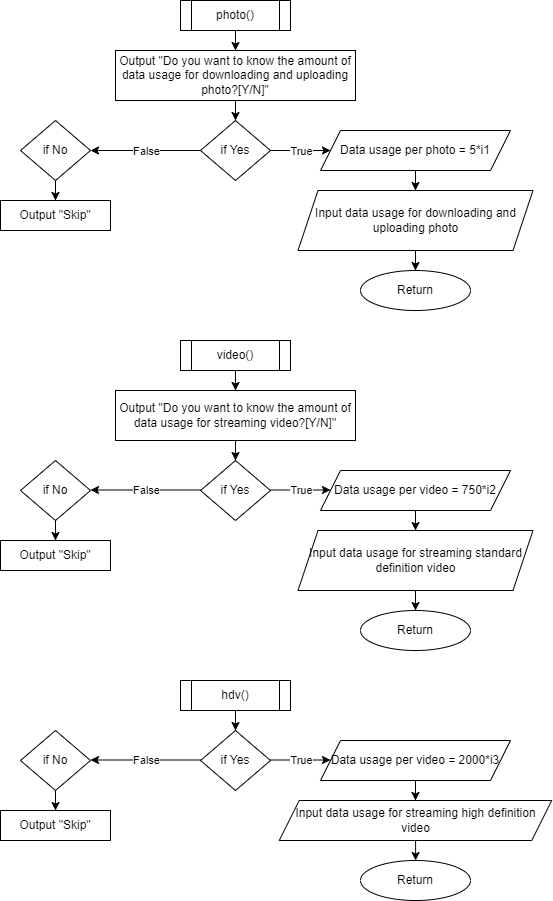 photo()
Output "Do you want to know the amount of
data usage for downloading and uploading
photo?[Y/N]"
if No
False
if Yes
True
Data usage per photo = 5*i1
Output "Skip"
Input data usage for downloading and
uploading photo
Return
video()
Output "Do you want to know the amount of
data usage for streaming video?[Y/N]"
if No
False
if Yes
True
Data usage per video = 750*i2
Output "Skip"
Input data usage for streaming standard
definition video
Return
hdv()
if No
False
if Yes
True
Data usage per video = 2000*i3
Output "Skip"
Input data usage for streaming high definition
video
Return